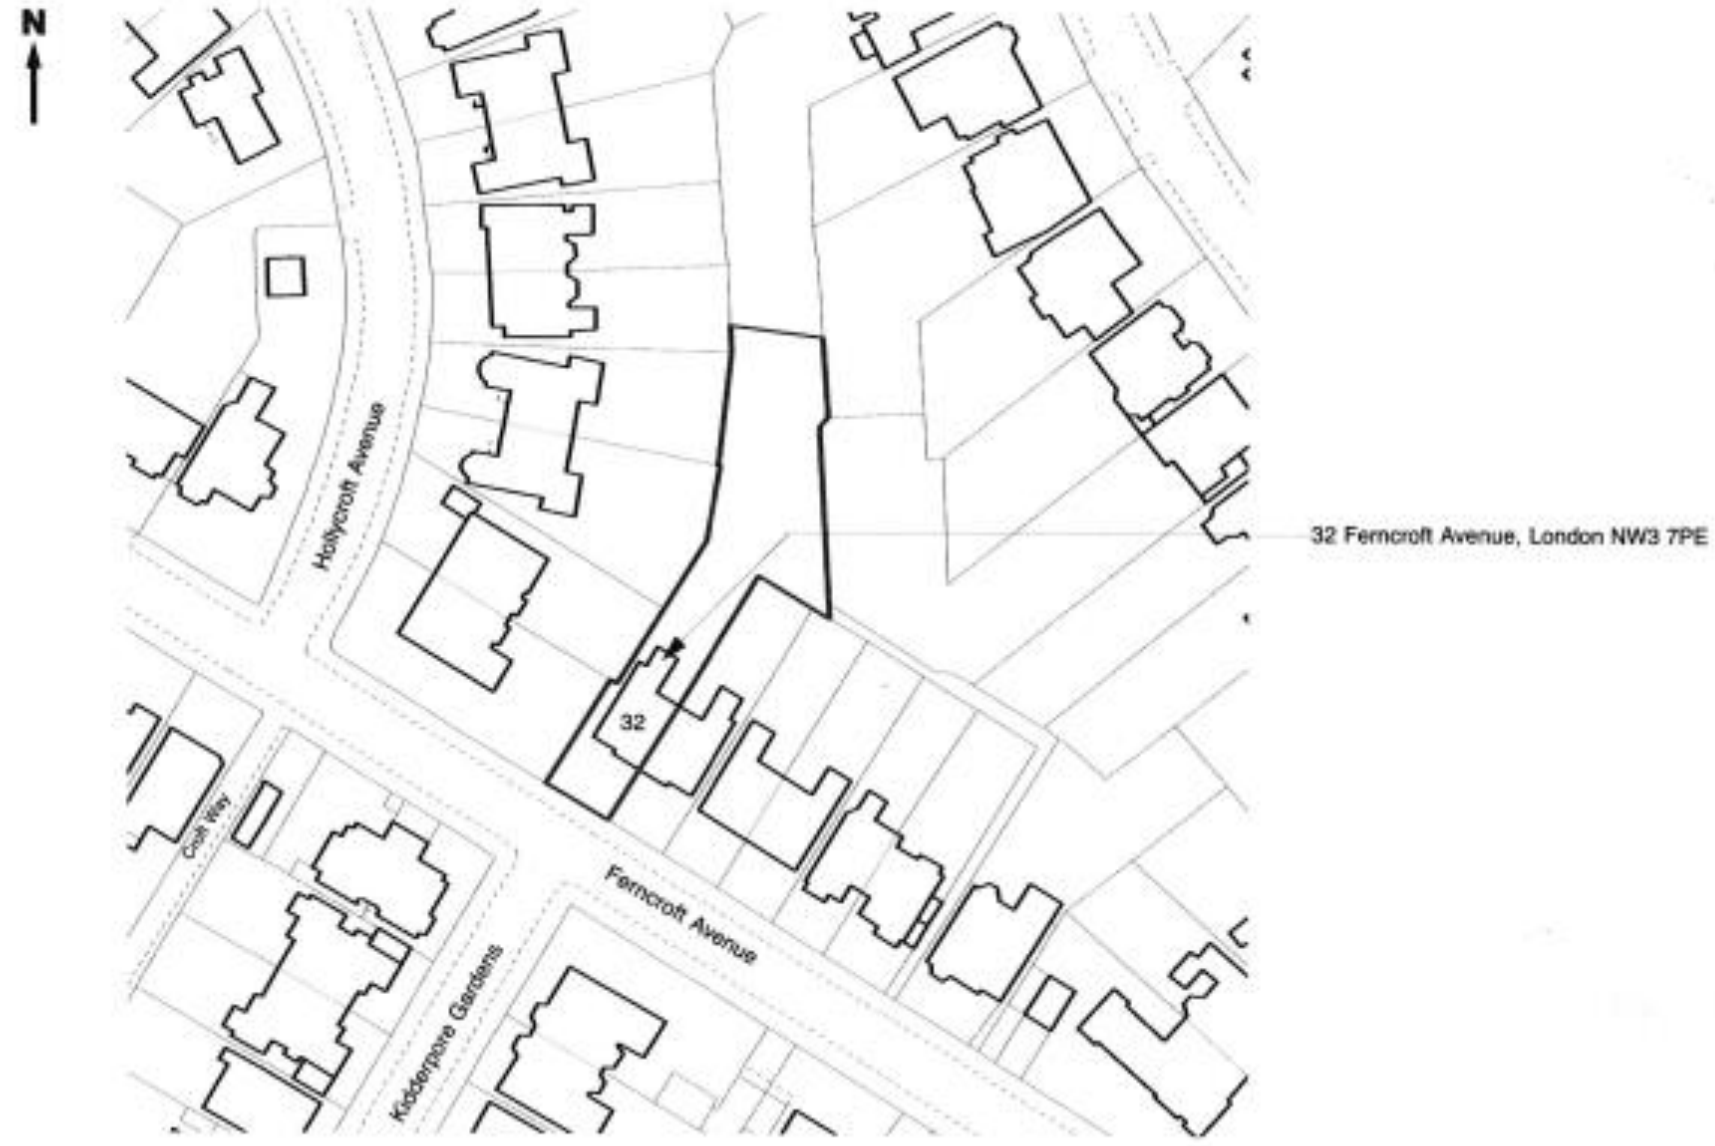 N
Hollycroft Avenue
32 Ferncroft Avenue, London NW3 7PE
32
Croft Way
Ferncroft Avenue
Kidderpore Gardens